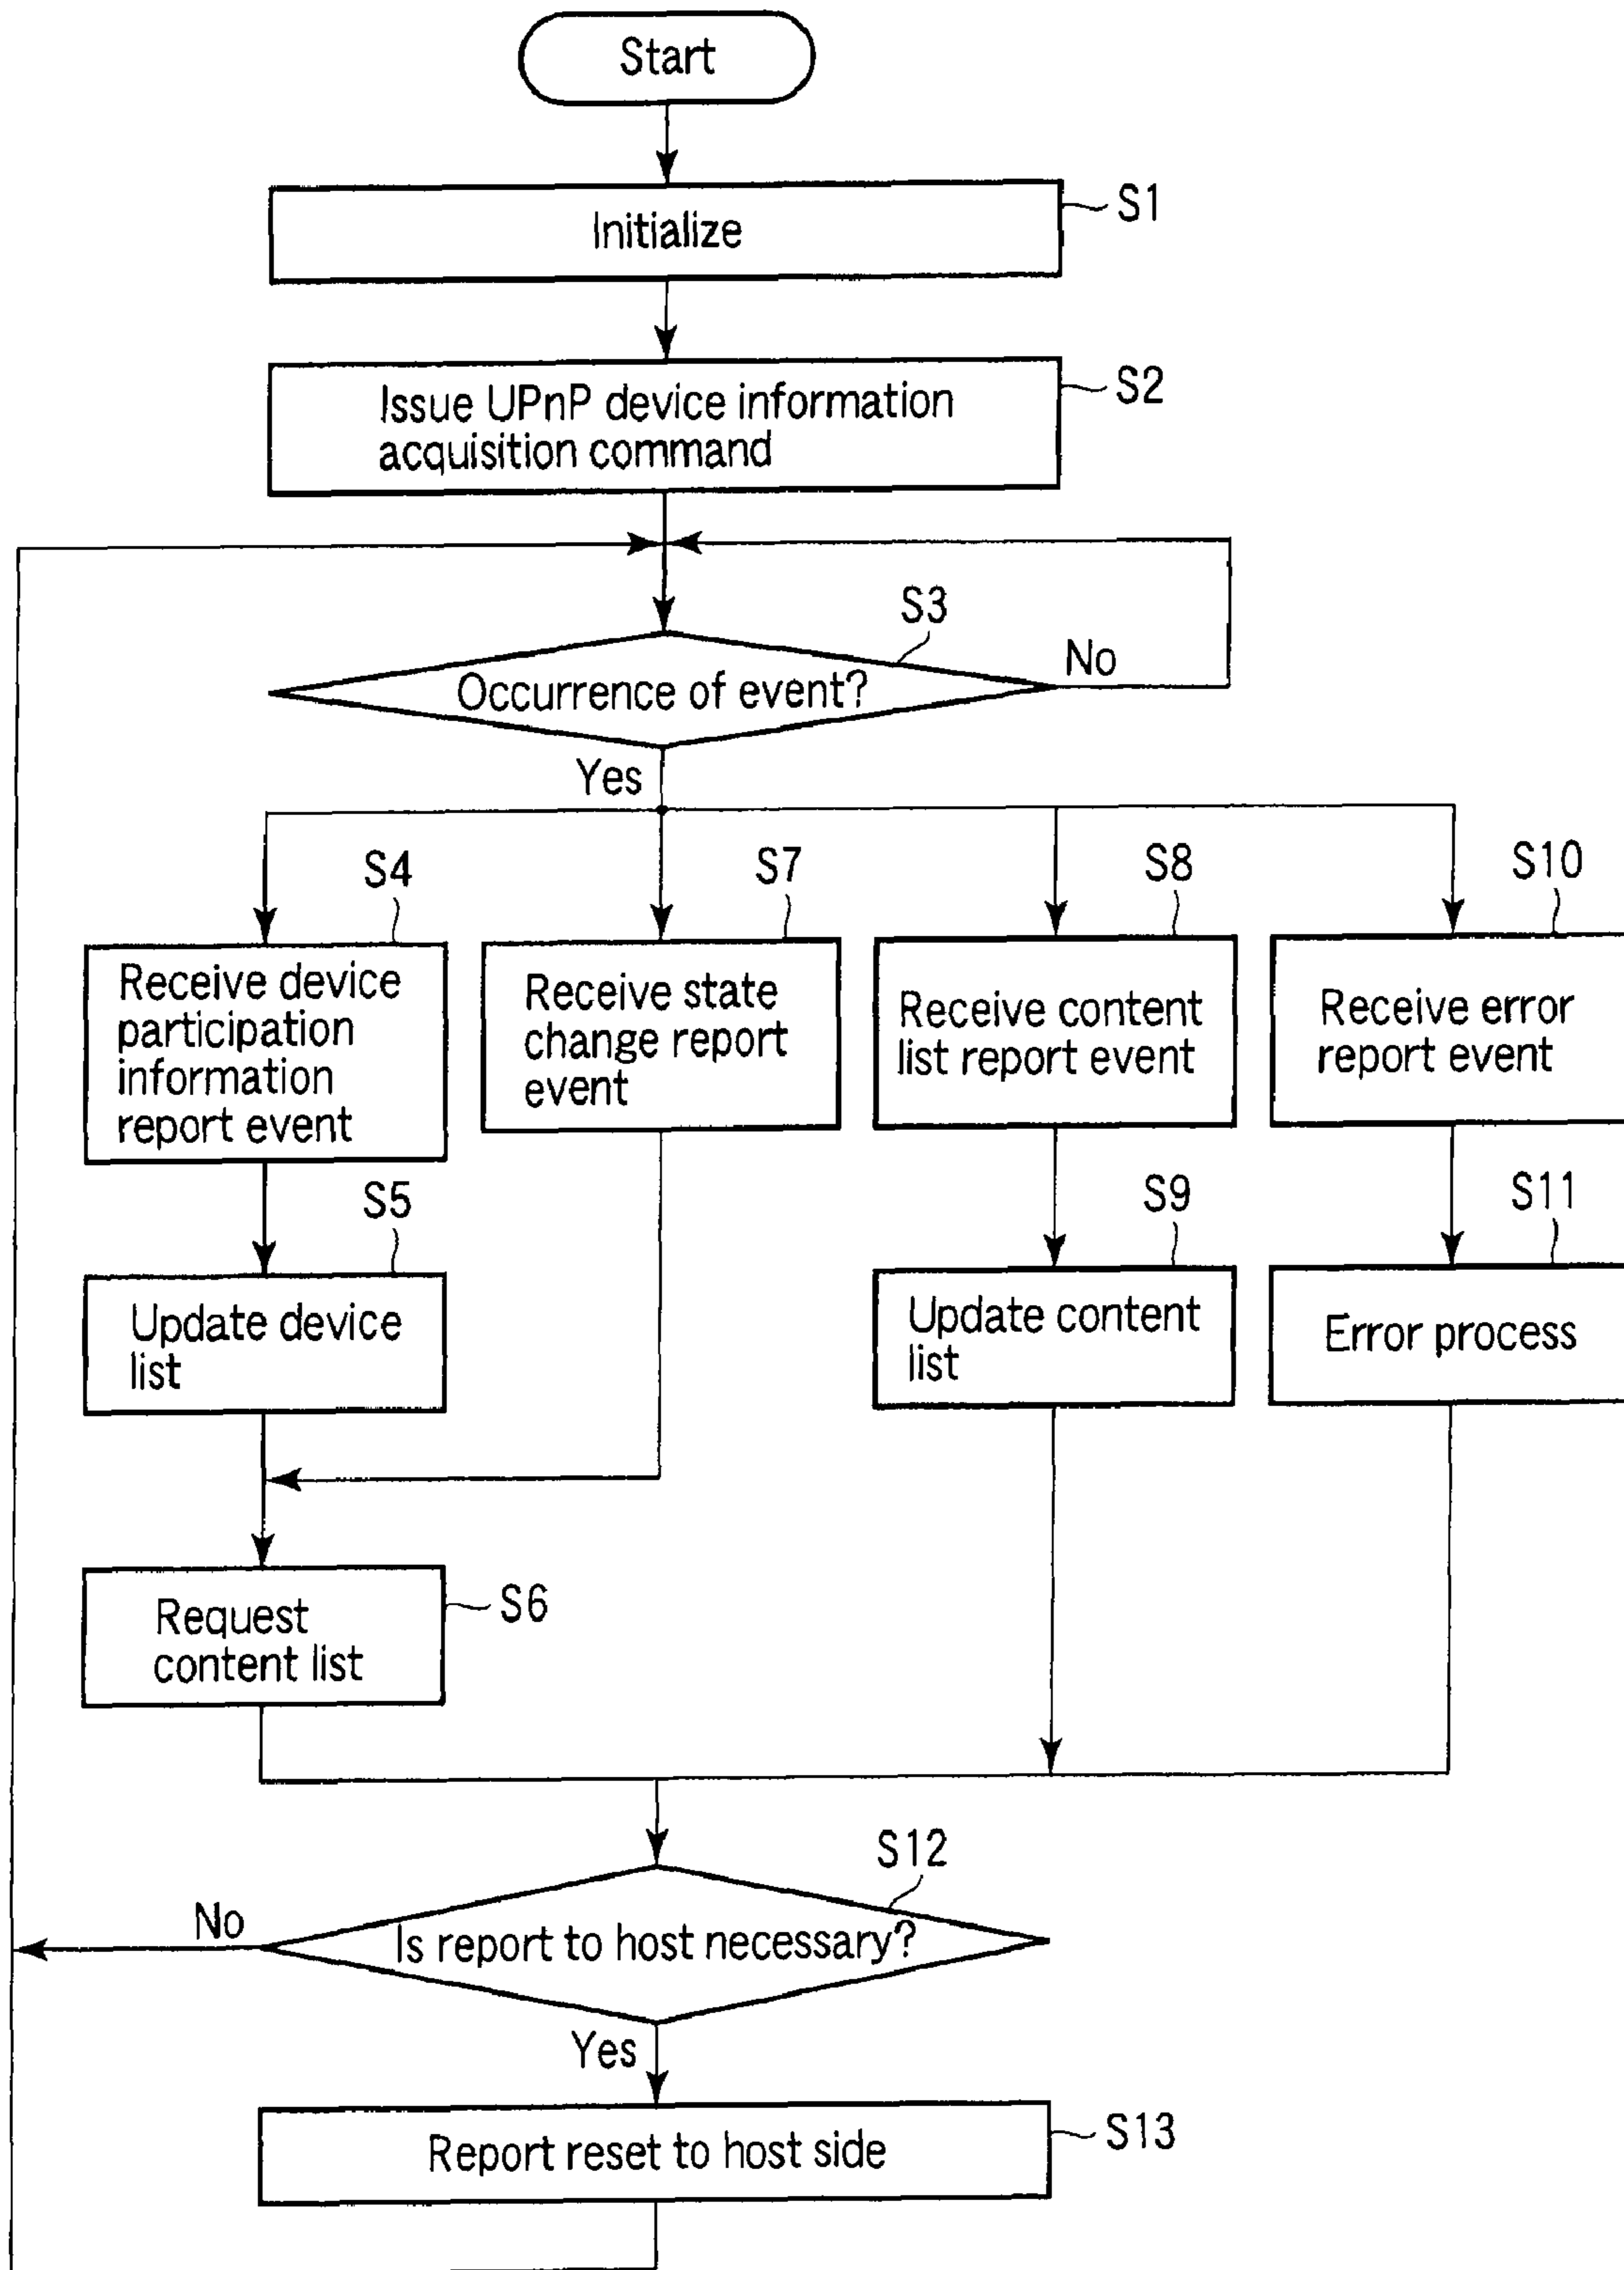 Start
Initialize
S1
Issue UPnP device information
acquisition command
S2
S3
Occurrence of event?
No
Yes
S4
Receive device
participation
information
report event
S7
Receive state
change report
event
S8
Receive content
list report event
S10
Receive error
report event
S5
Update device
list
S9
Update content
list
S11
Error process
Request
content list
S6
S12
Is report to host necessary?
No
Yes
Report reset to host side
S13